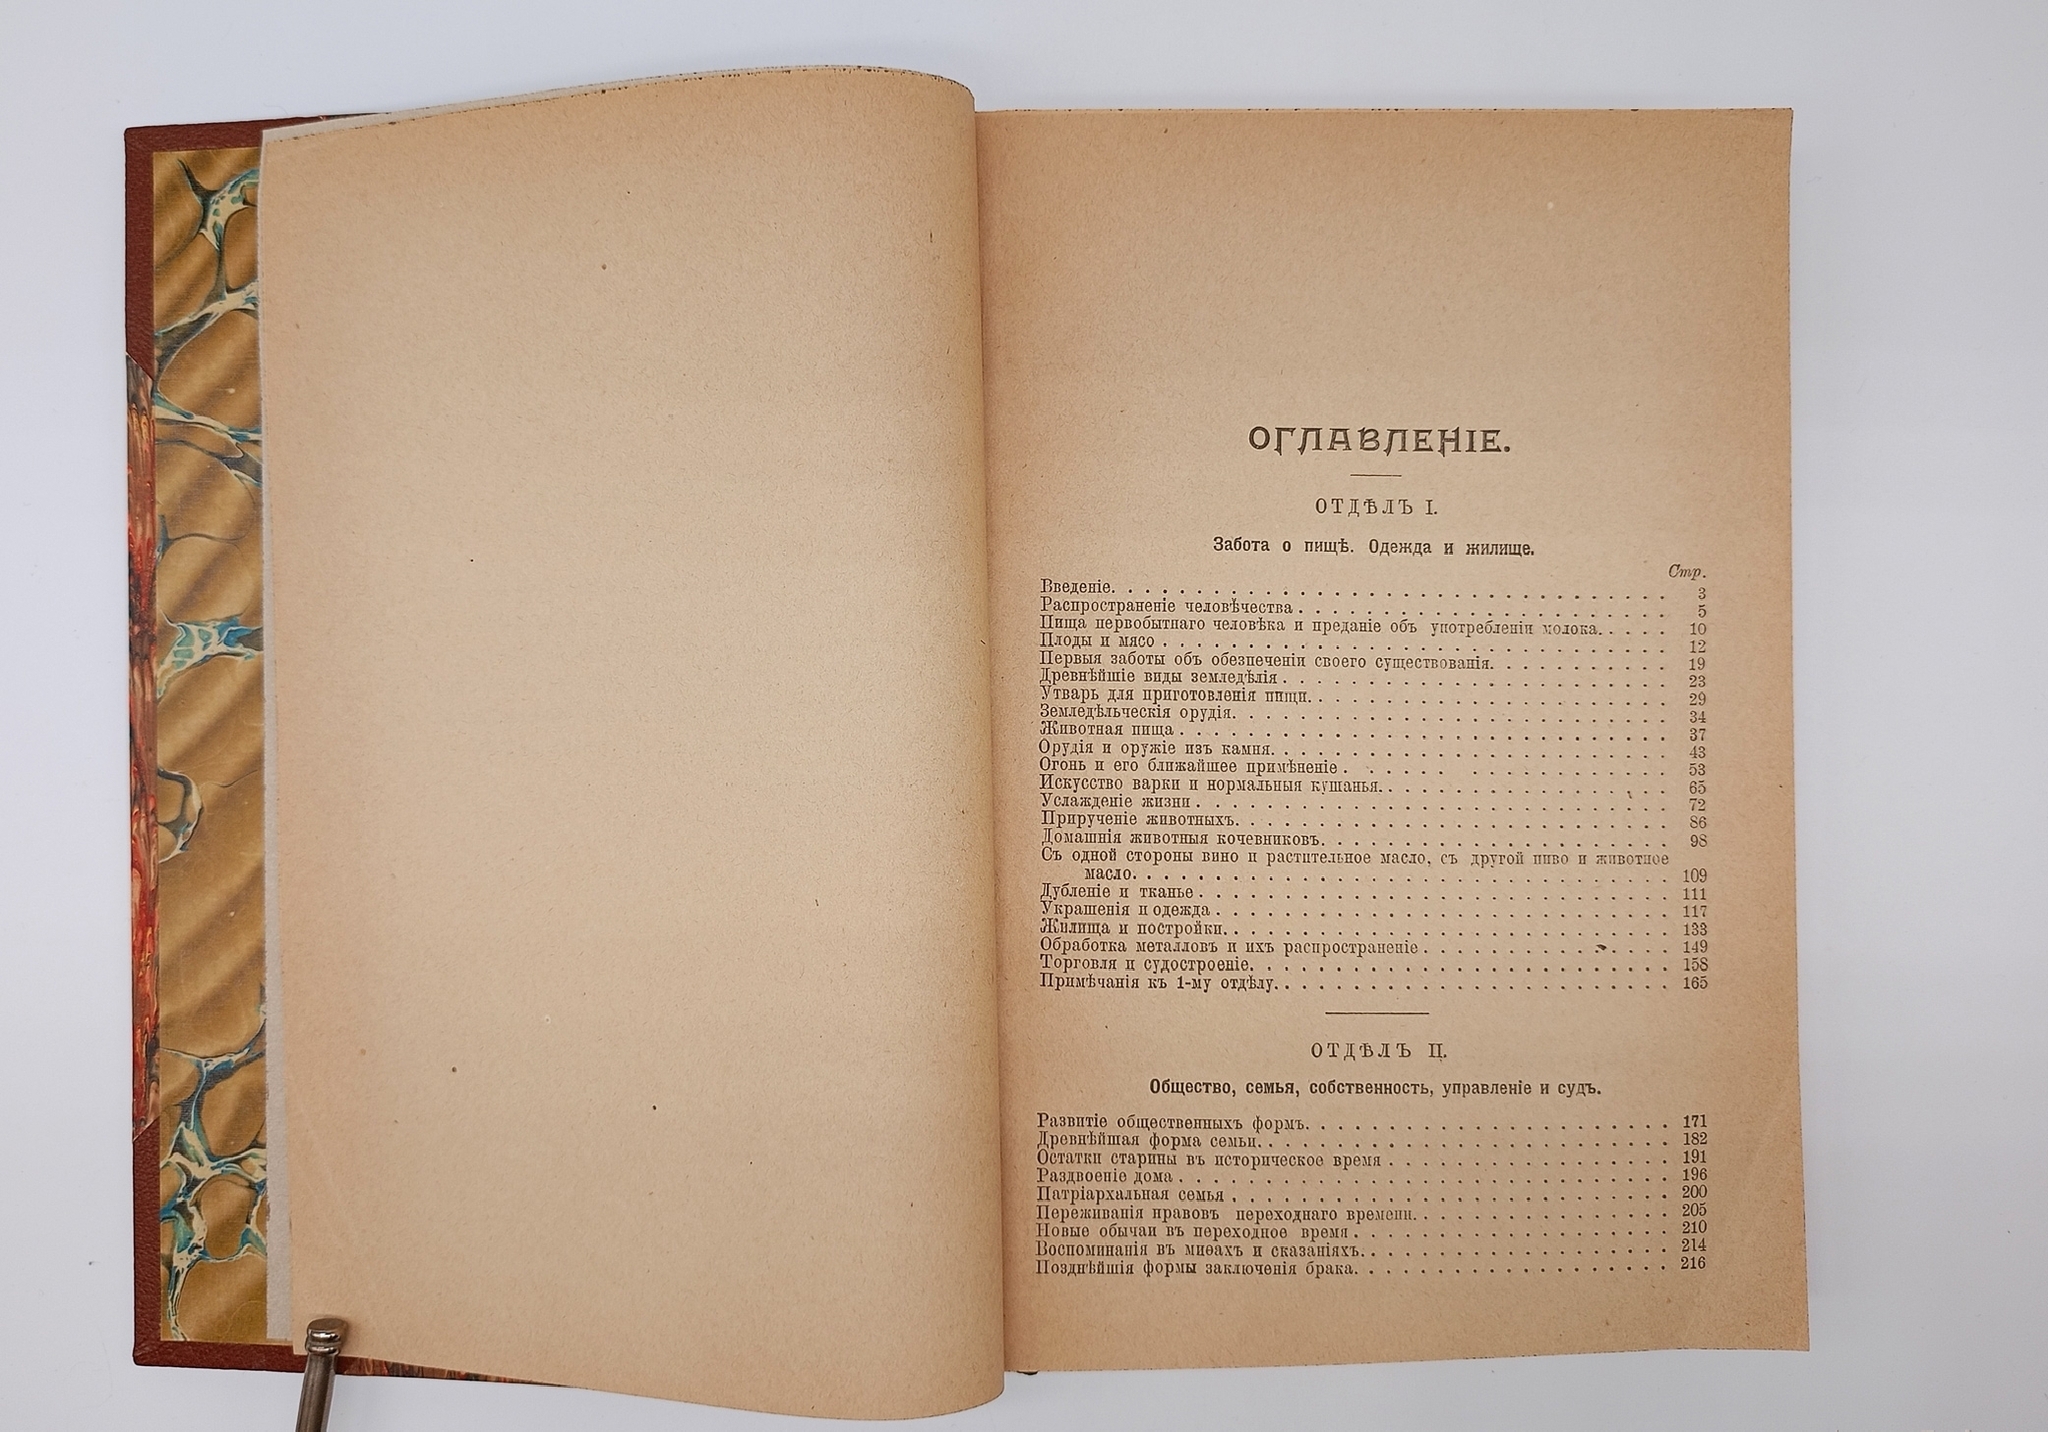 ОГЛАВЛЕНІЕ.
ОТДѢЛЪ I.
Забота о пищѣ. Одежда и жилище.
Стр.
Введеніе. 3
Распространеніе человѣчества 5
Пища первобытнаго человѣка и преданіе объ употребленіи молока. 10
Плоды и мясо 12
Первыя заботы объ обезпеченіи своего существованія. 19
Древнѣйшіе виды земледѣлія 23
Утварь для приготовленія пищи. 29
Земледѣльческія орудія. 34
Животная пища 37
Орудія и оружіе изъ камня. 43
Огонь и его ближайшее примѣненіе 53
Искусство варки и нормальныя кушанья. 65
Услажденіе жизни 72
Прирученіе животныхъ. 86
Домашнія животныя кочевниковъ. 98
Съ одной стороны вино и растительное масло, съ другой пиво и животное
масло. 109
Дубленіе и тканье 111
Украшенія и одежда 117
Жилища и постройки. 133
Обработка металловъ и ихъ распространеніе 149
Торговля и судостроеніе. 158
Примѣчанія къ 1-му отдѣлу. 165
ОТДѢЛЪ II.
Общество, семья, собственность, управленіе и судъ.
Развитіе общественныхъ формъ. 171
Древнѣйшая форма семьи. 182
Остатки старины въ историческое время 191
Раздвоеніе дома 196
Патріархальная семья 200
Переживанія правовъ переходнаго времени. 205
Новые обычаи въ переходное время 210
Воспоминанія въ миѳахъ и сказаніяхъ. 214
Позднѣйшія формы заключенія брака. 216